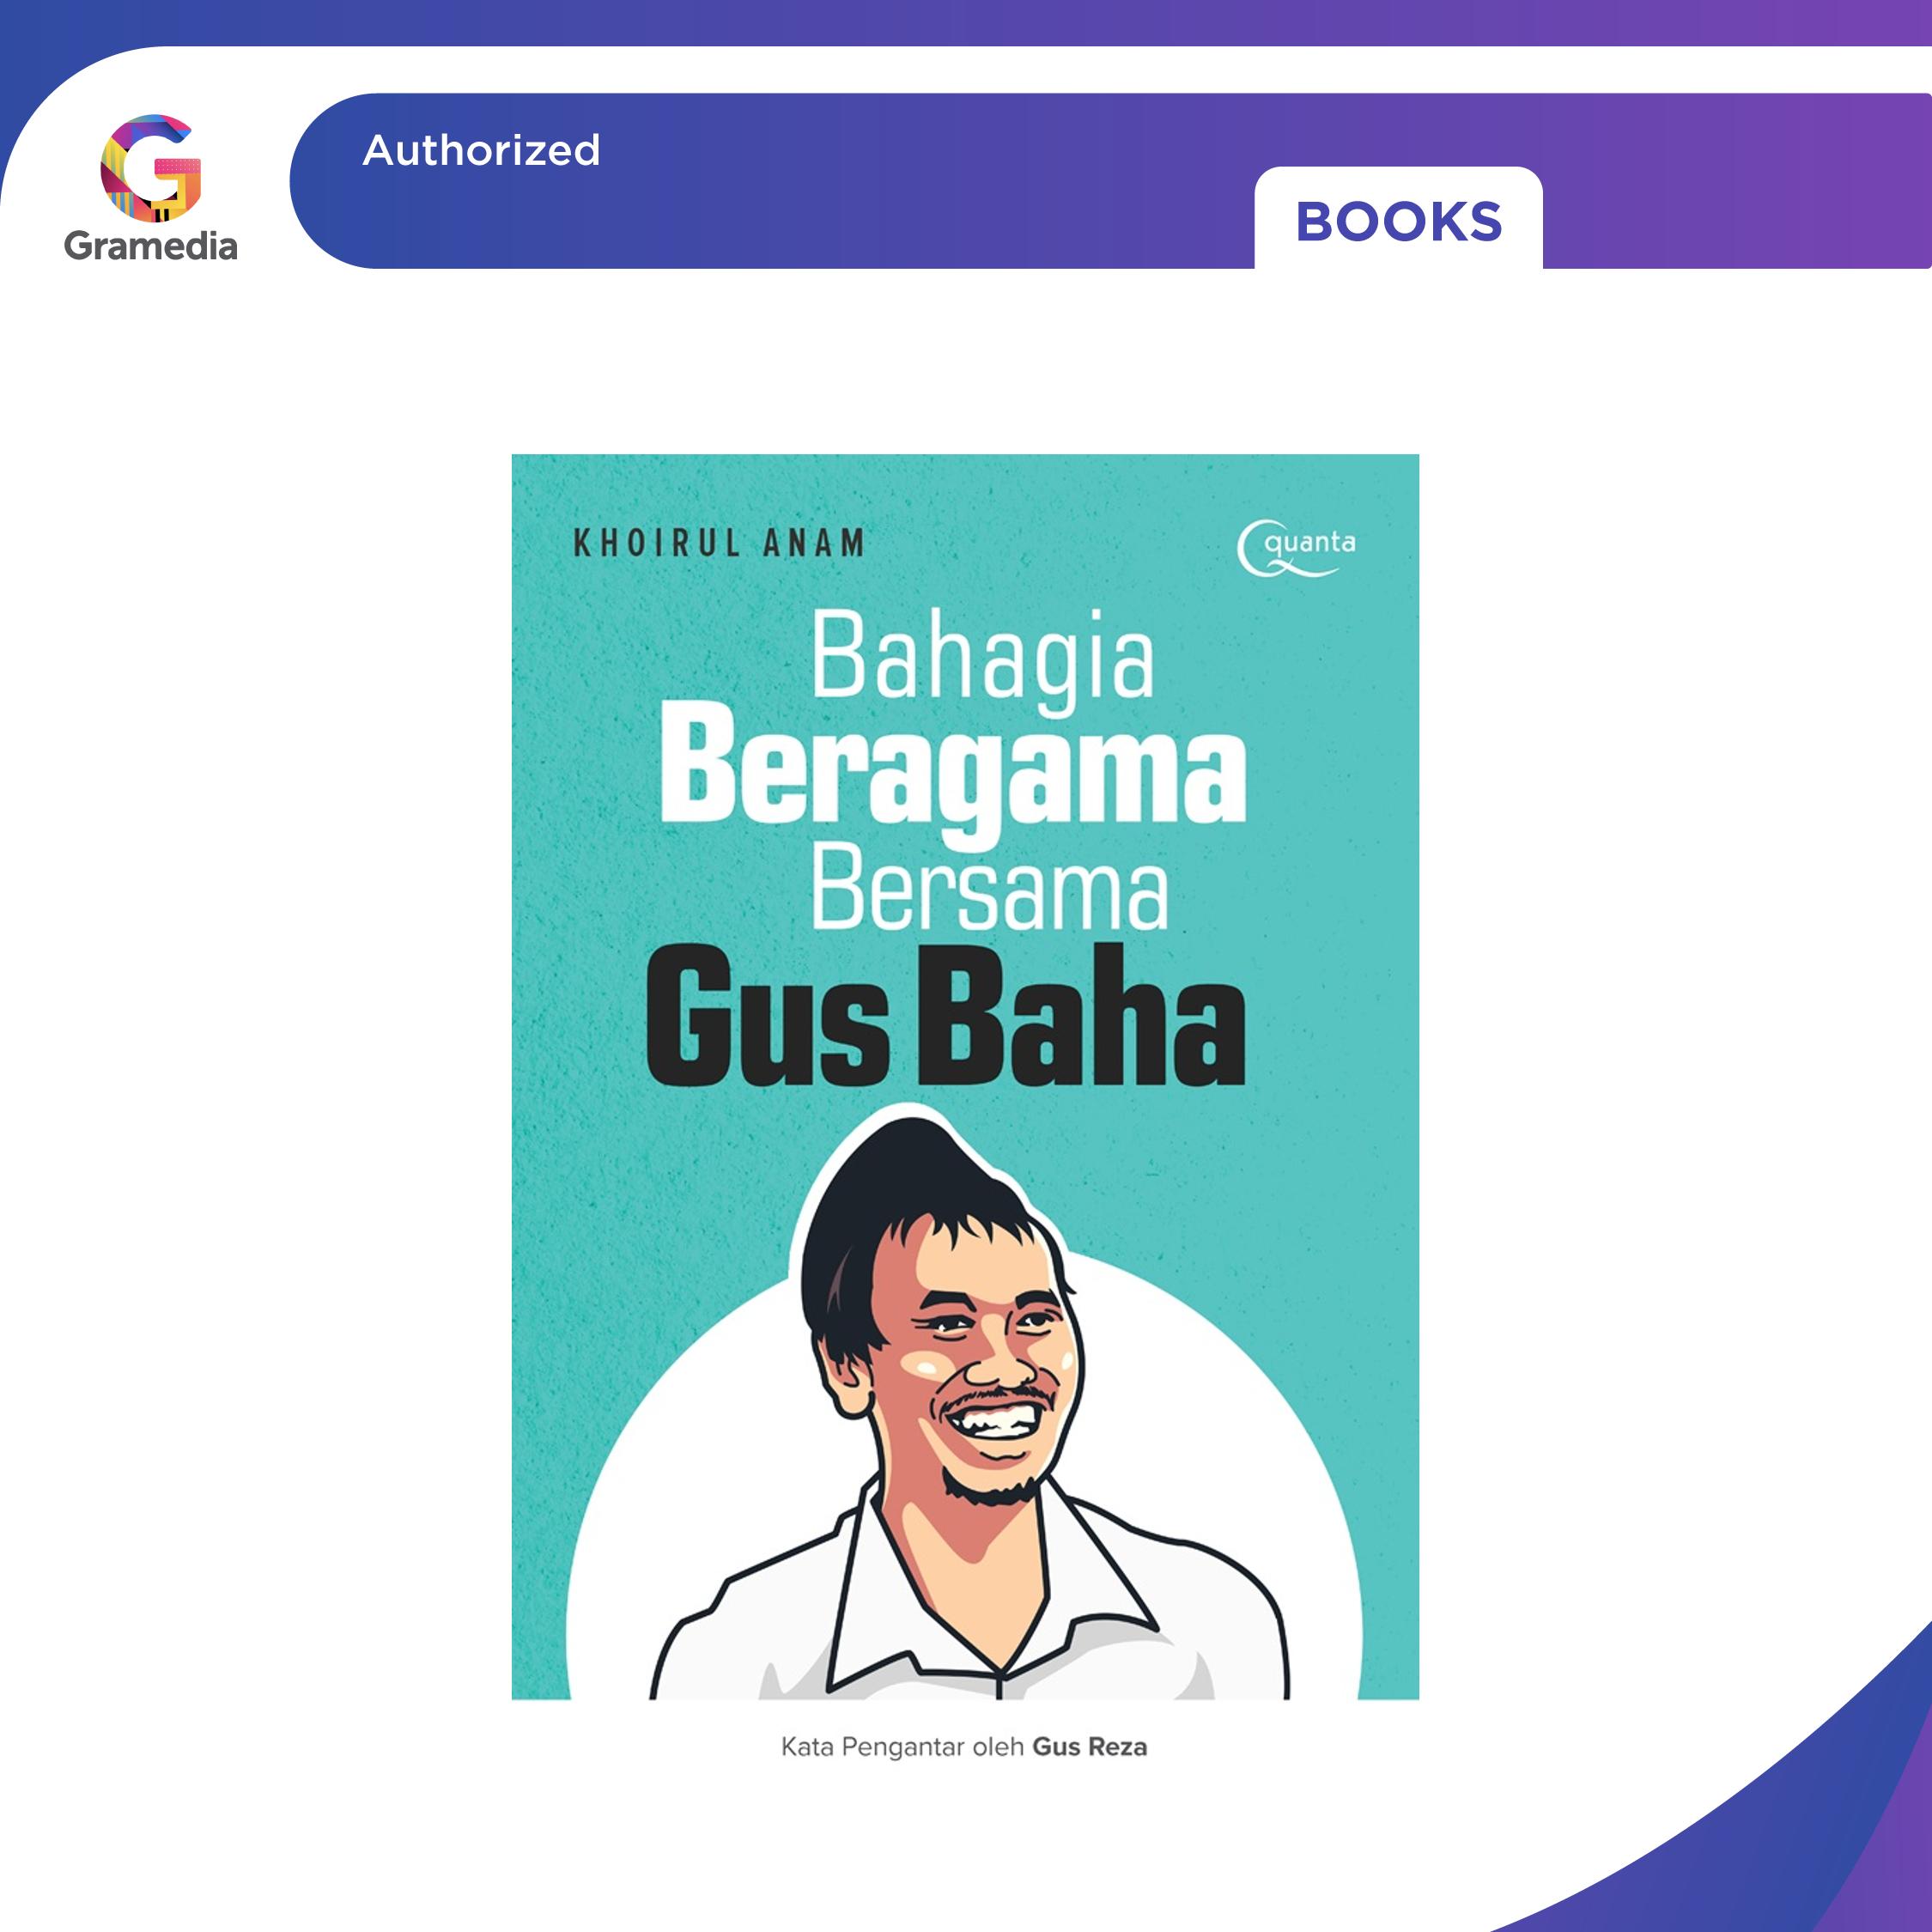 Gramedia
Authorized
BOOKS
KHOIRUL ANAM
quanta
Bahagia
Beragama
Bersama
Gus Baha
Kata Pengantar oleh Gus Reza